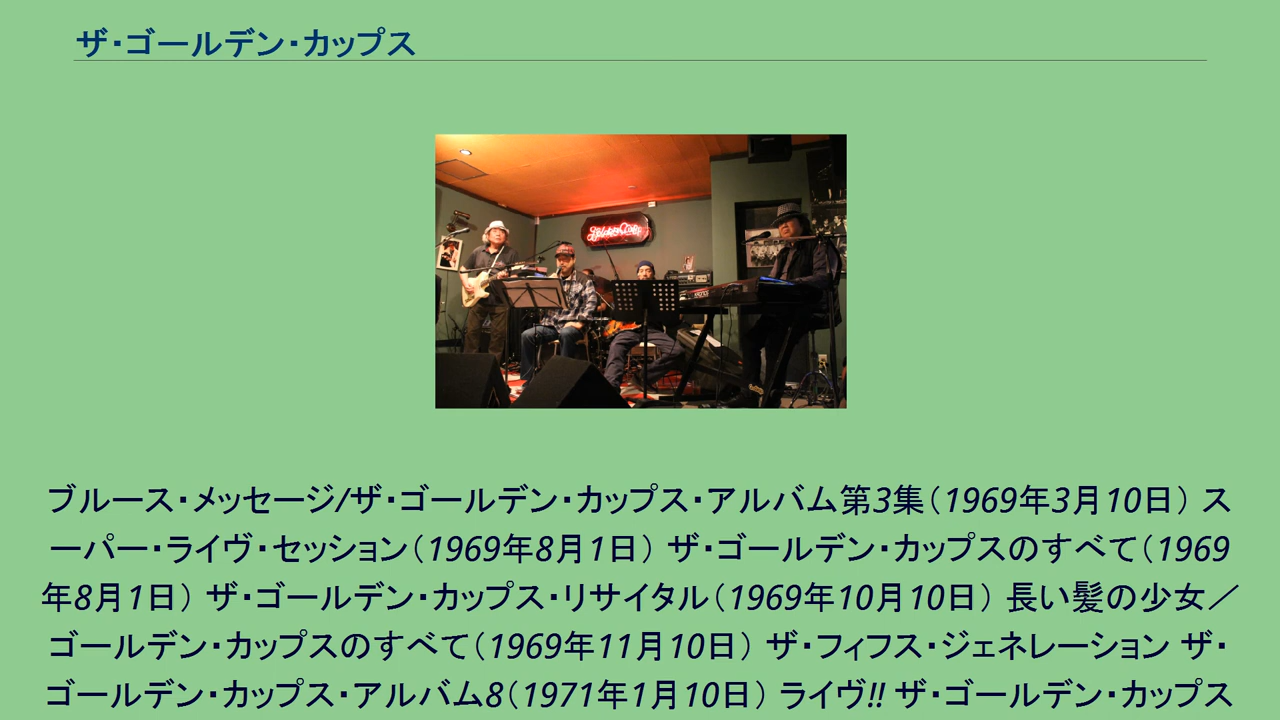 ザ・ゴールデン・カップス
Golden Cups
ブルース・メッセージ/ザ・ゴールデン・カップス・アルバム第3集（1969年3月10日） ス
ーパー・ライヴ・セッション（1969年8月1日） ザ・ゴールデン・カップスのすべて（1969
年8月1日） ザ・ゴールデン・カップス・リサイタル（1969年10月10日） 長い髪の少女／
ゴールデン・カップスのすべて（1969年11月10日） ザ・フィフス・ジェネレーション ザ・
ゴールデン・カップス・アルバム8（1971年1月10日） ライヴ!! ザ・ゴールデン・カップス